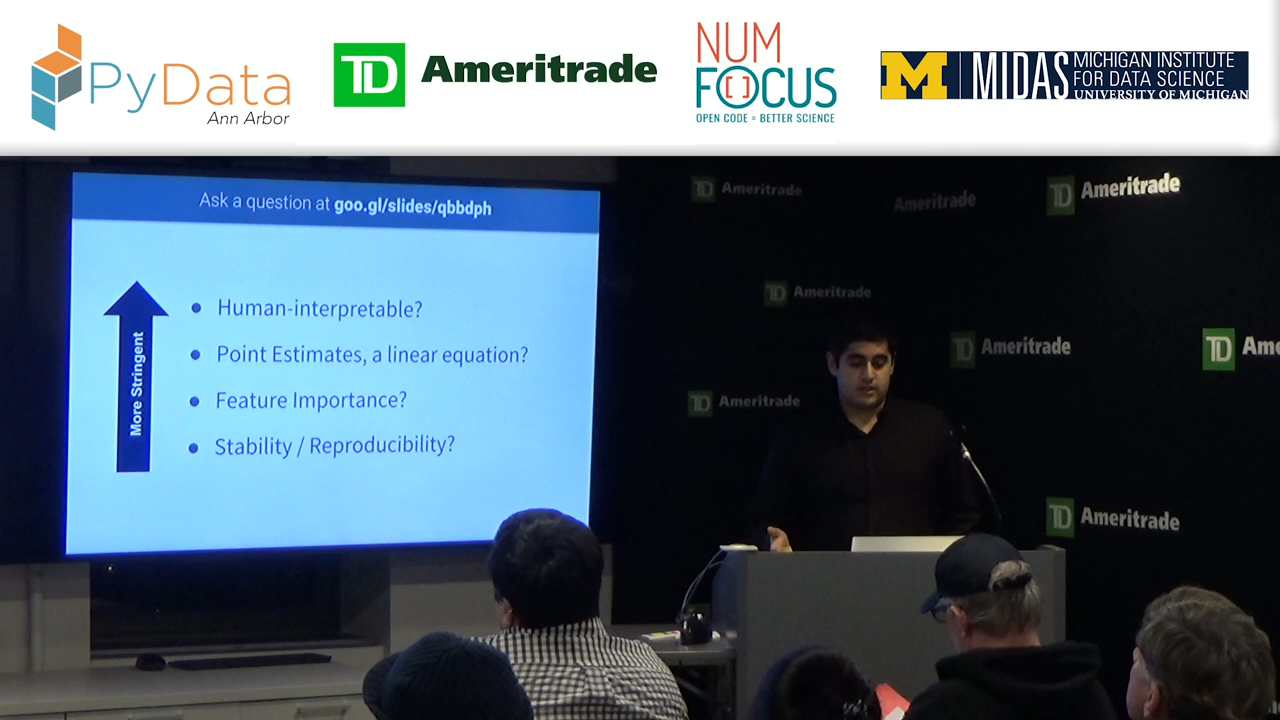 PyData
Ann Arbor
TD Ameritrade
NUM
FOCUS
OPEN CODE = BETTER SCIENCE
M MIDAS
MICHIGAN INSTITUTE
FOR DATA SCIENCE
UNIVERSITY OF MICHIGAN
Ask a question at goo.gl/slides/qbbdph
More Stringent
• Human-interpretable?
• Point Estimates, a linear equation?
• Feature Importance?
• Stability / Reproducibility?
TD Ameritrade
Ameritrade
TD Ameritrade
TD Ameritrade
TD Ameritrade
TD Ame
TD Ameritrade
TD Ameritrade